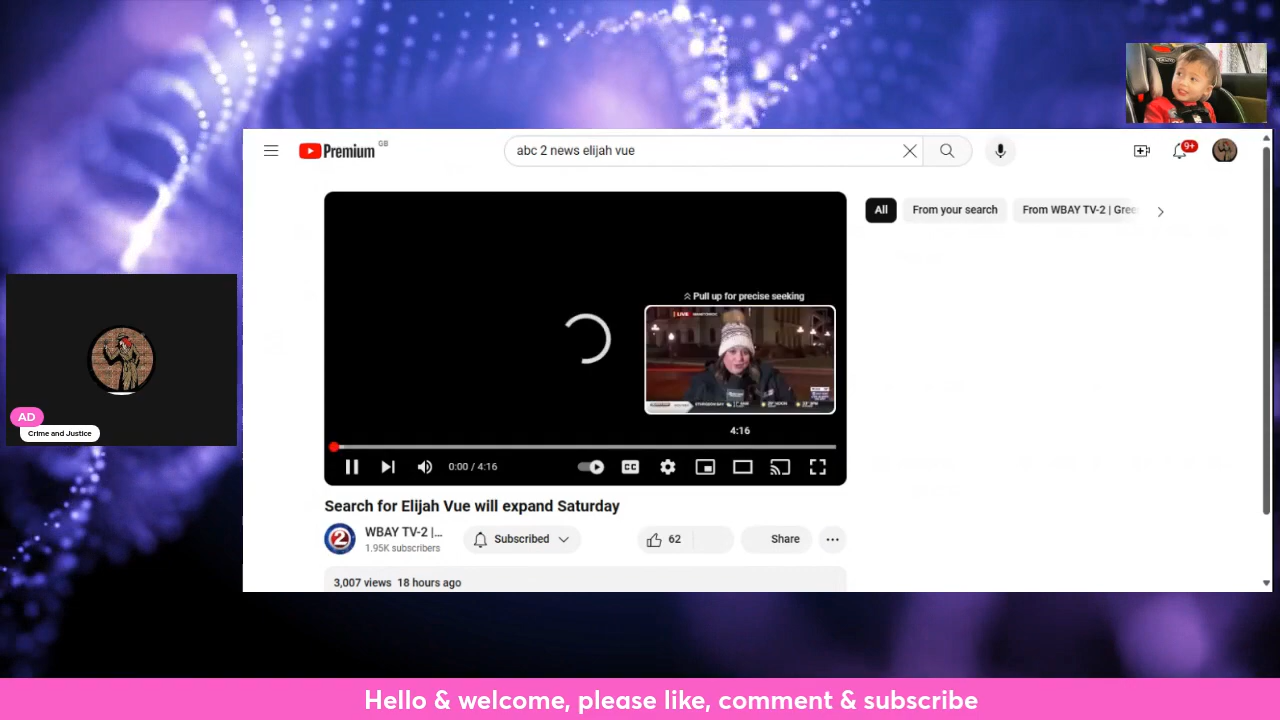 Premium GB
abc 2 news elijah vue
9+
All
From your search
From WBAY TV-2 | Gree
Pull up for precise seeking
LIVE
4:16
0:00 / 4:16
CC
Search for Elijah Vue will expand Saturday
2
WBAY TV-2 |...
1.95K subscribers
Subscribed
62
Share
3,007 views 18 hours ago
AD
Crime and Justice
Hello & welcome, please like, comment & subscribe